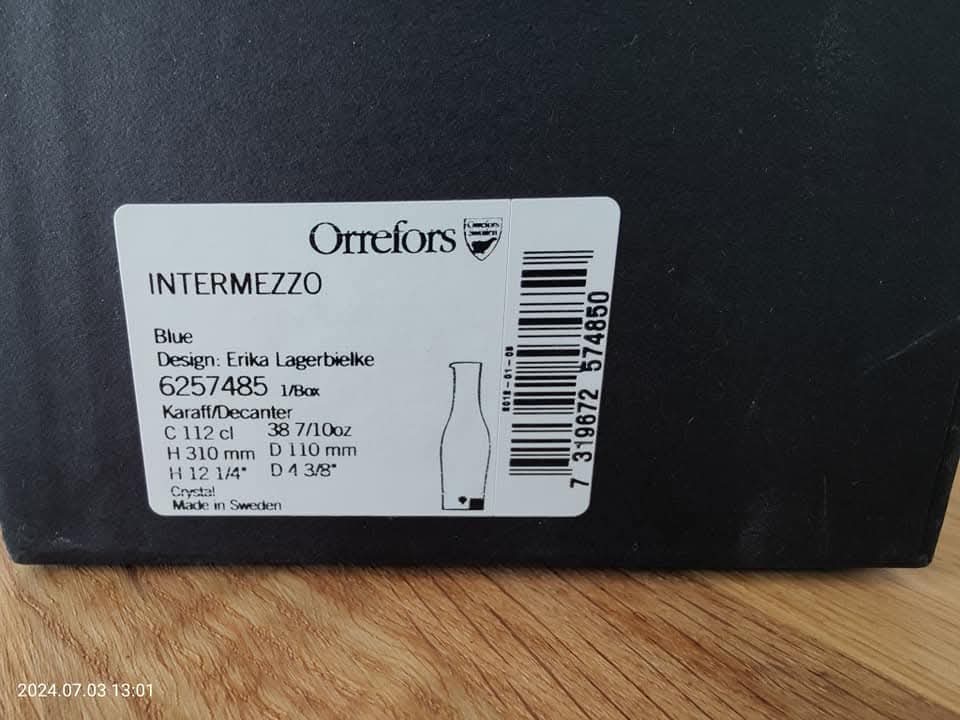 Orrefors
Orrefors
Sweden
INTERMEZZO
Blue
Design: Erika Lagerbielke
6257485 1/Box
Karaff/Decanter
C 112 cl 38 7/10oz
H 310 mm D 110 mm
H 12 1/4" D 4 3/8"
Crystal
Made in Sweden
7 319672 574850
2024.07.03 13:01